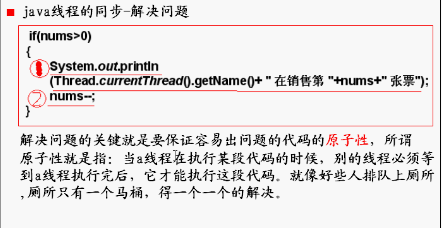 java线程的同步-解决问题
if(nums>0)
{
① System.out.println
(Thread.currentThread().getName()+ " 在销售第 "+nums+" 张票");
② nums--;
}
解决问题的关键就是要保证容易出问题的代码的原子性，所谓
原子性就是指：当a线程在执行某段代码的时候，别的线程必须等
到a线程执行完后，它才能执行这段代码。就像好些人排队上厕所
,厕所只有一个马桶，得一个一个的解决。